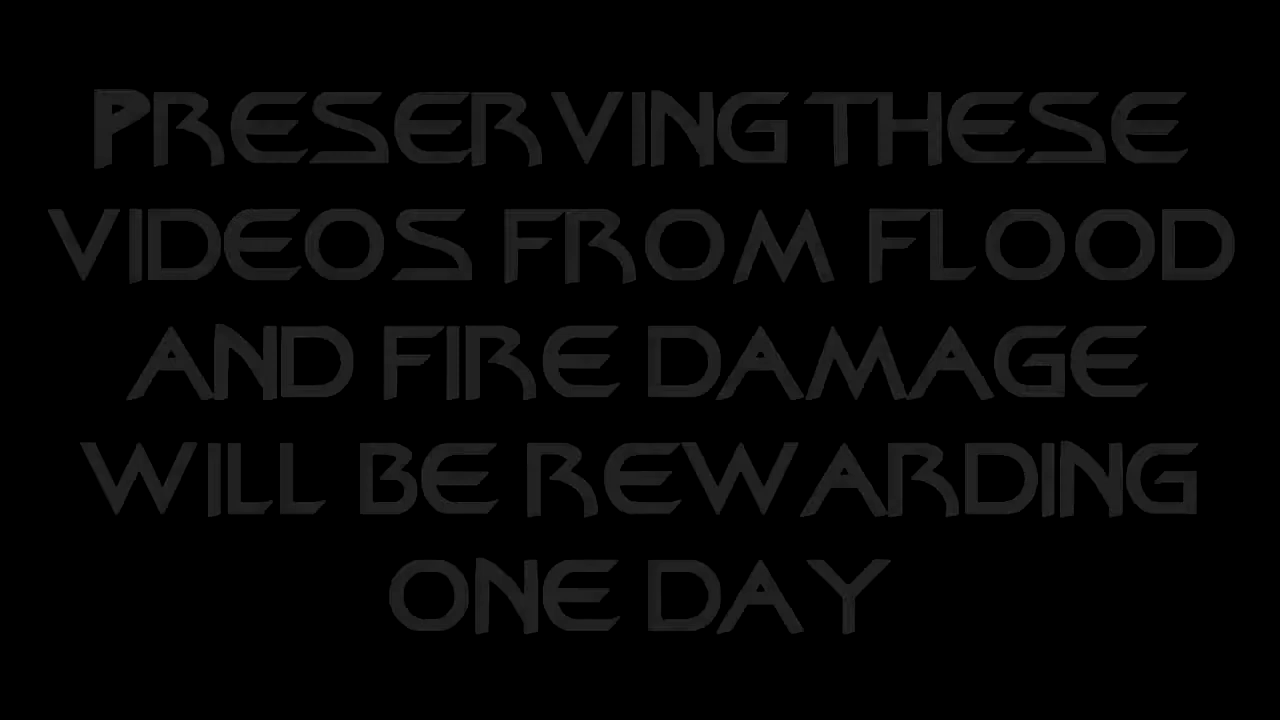 PRESERVING THESE
VIDEOS FROM FLOOD
AND FIRE DAMAGE
WILL BE REWARDING
ONE DAY